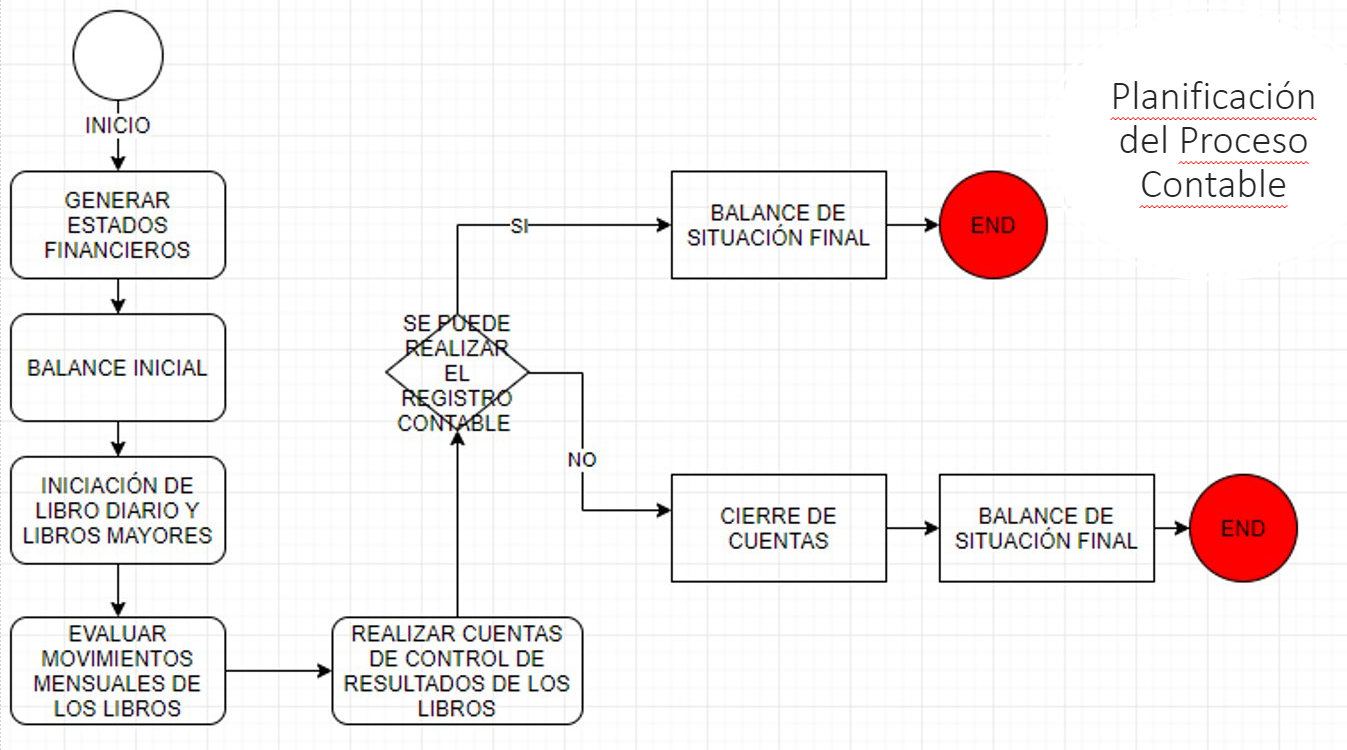 Planificación
del Proceso
Contable
INICIO
GENERAR
ESTADOS
FINANCIEROS
BALANCE INICIAL
INICIACIÓN DE
LIBRO DIARIO Y
LIBROS MAYORES
EVALUAR
MOVIMIENTOS
MENSUALES DE
LOS LIBROS
REALIZAR CUENTAS
DE CONTROL DE
RESULTADOS DE LOS
LIBROS
SE PUEDE
REALIZAR
EL
REGISTRO
CONTABLE
SI
BALANCE DE
SITUACIÓN FINAL
END
NO
CIERRE DE
CUENTAS
BALANCE DE
SITUACIÓN FINAL
END